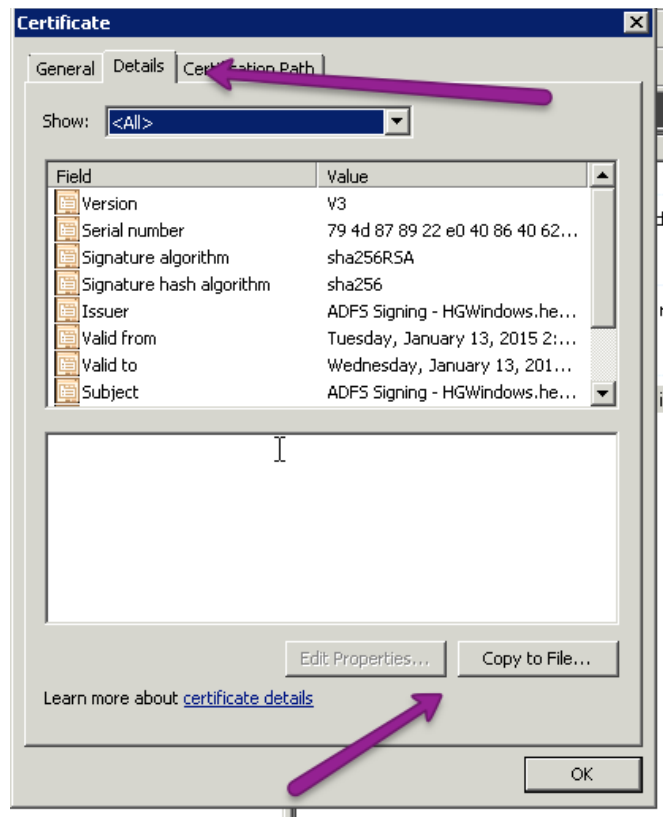 Certificate
General Details Certification Path
Show: <All>
Field Value
Version V3
Serial number 79 4d 87 89 22 e0 40 86 40 62...
Signature algorithm sha256RSA
Signature hash algorithm sha256
Issuer ADFS Signing - HGWindows.he...
Valid from Tuesday, January 13, 2015 2:...
Valid to Wednesday, January 13, 201...
Subject ADFS Signing - HGWindows.he...
Edit Properties... Copy to File...
Learn more about certificate details
OK